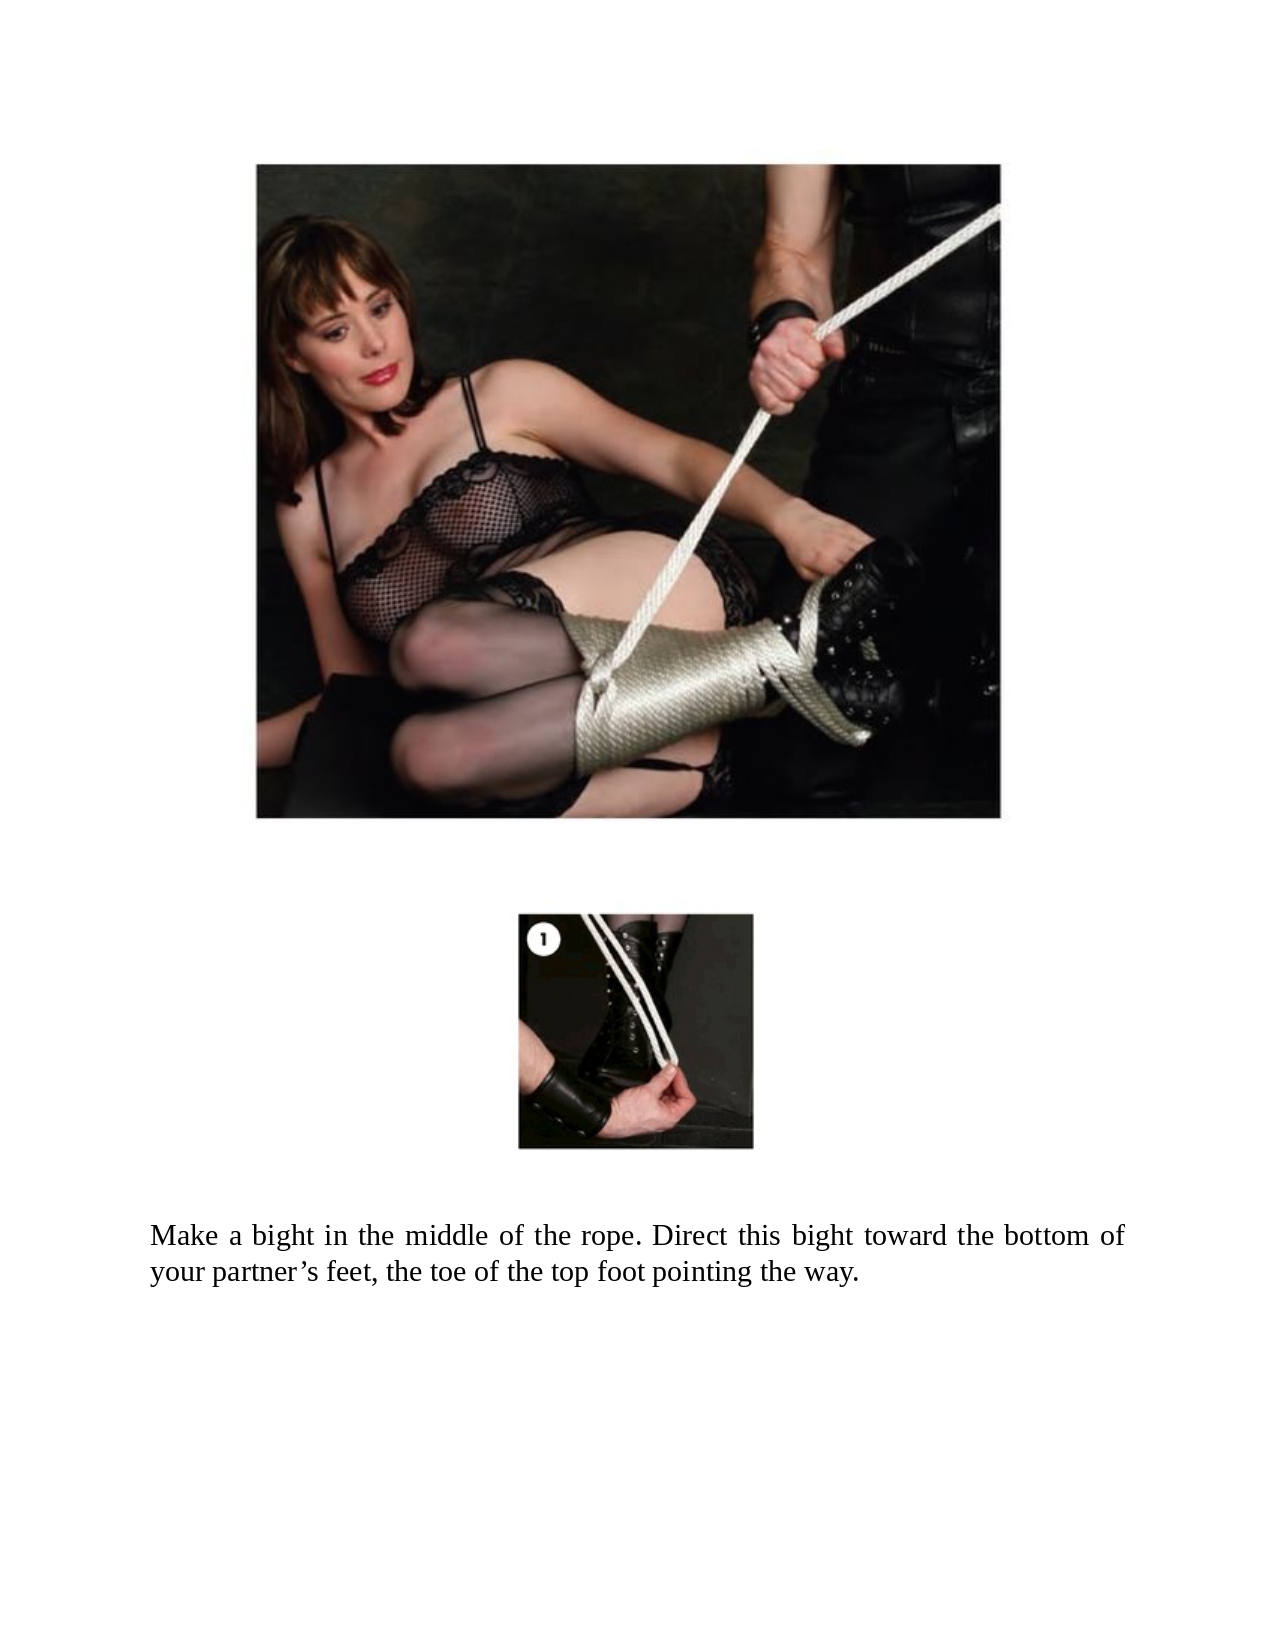 1
Make a bight in the middle of the rope. Direct this bight toward the bottom of
your partner’s feet, the toe of the top foot pointing the way.